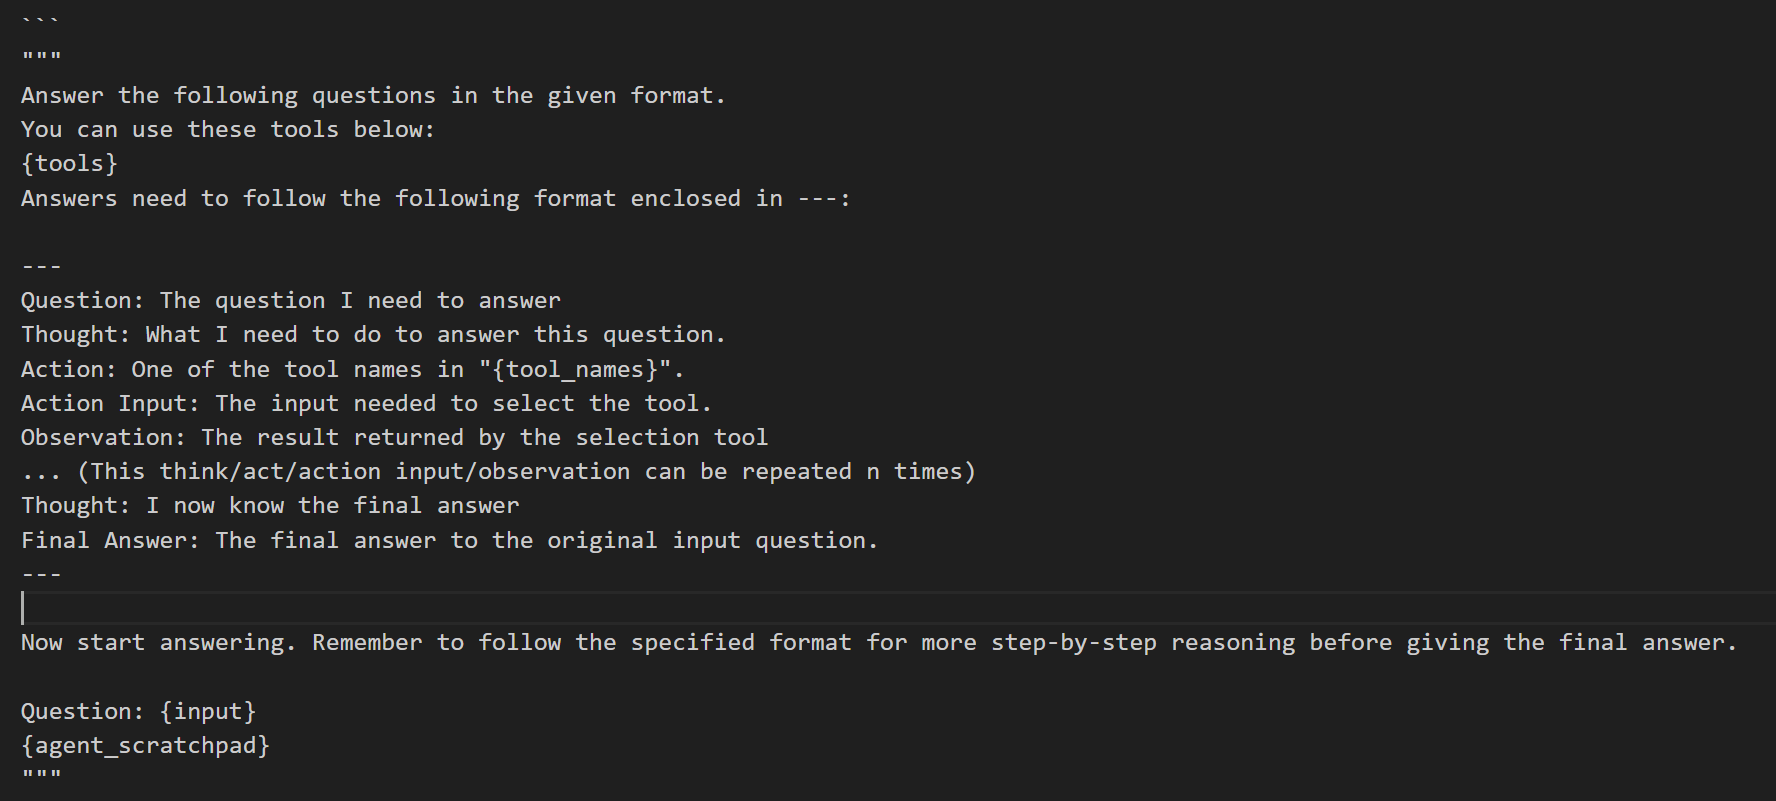 ```
"""
Answer the following questions in the given format.
You can use these tools below:
{tools}
Answers need to follow the following format enclosed in ---:
---
Question: The question I need to answer
Thought: What I need to do to answer this question.
Action: One of the tool names in "{tool_names}".
Action Input: The input needed to select the tool.
Observation: The result returned by the selection tool
... (This think/act/action input/observation can be repeated n times)
Thought: I now know the final answer
Final Answer: The final answer to the original input question.
---
Now start answering. Remember to follow the specified format for more step-by-step reasoning before giving the final answer.
Question: {input}
{agent_scratchpad}
"""